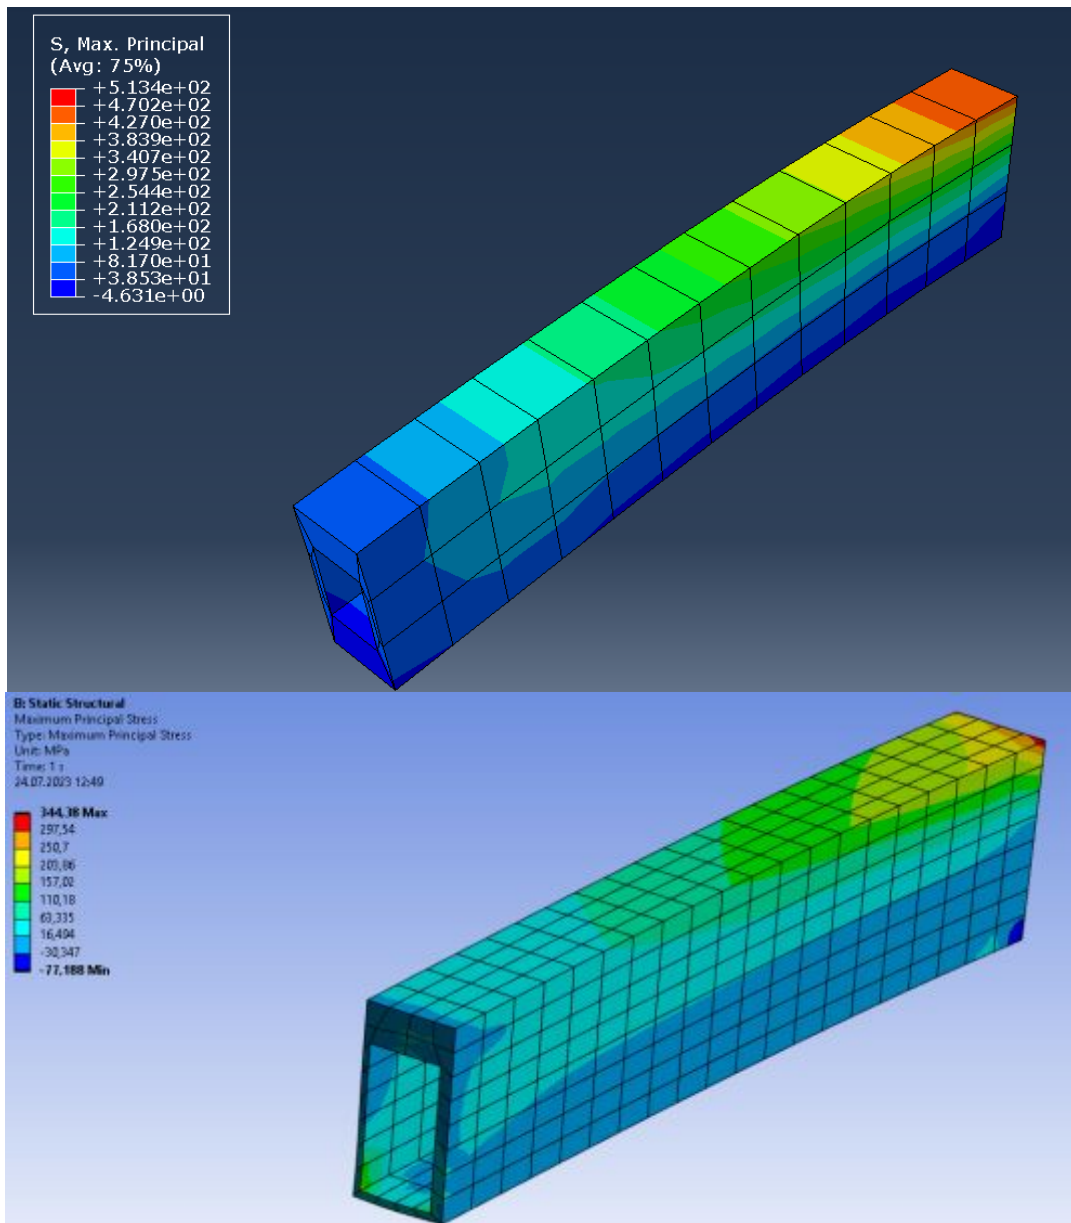 S, Max. Principal
(Avg: 75%)
+5.134e+02
+4.702e+02
+4.270e+02
+3.839e+02
+3.407e+02
+2.975e+02
+2.544e+02
+2.112e+02
+1.680e+02
+1.249e+02
+8.170e+01
+3.853e+01
-4.631e+00
B: Static Structural
Maximum Principal Stress
Type: Maximum Principal Stress
Unit: MPa
Time: 1 s
24.07.2023 12:49
344,38 Max
297,54
250,7
203,86
157,02
110,18
63,335
16,494
-30,347
-77,188 Min